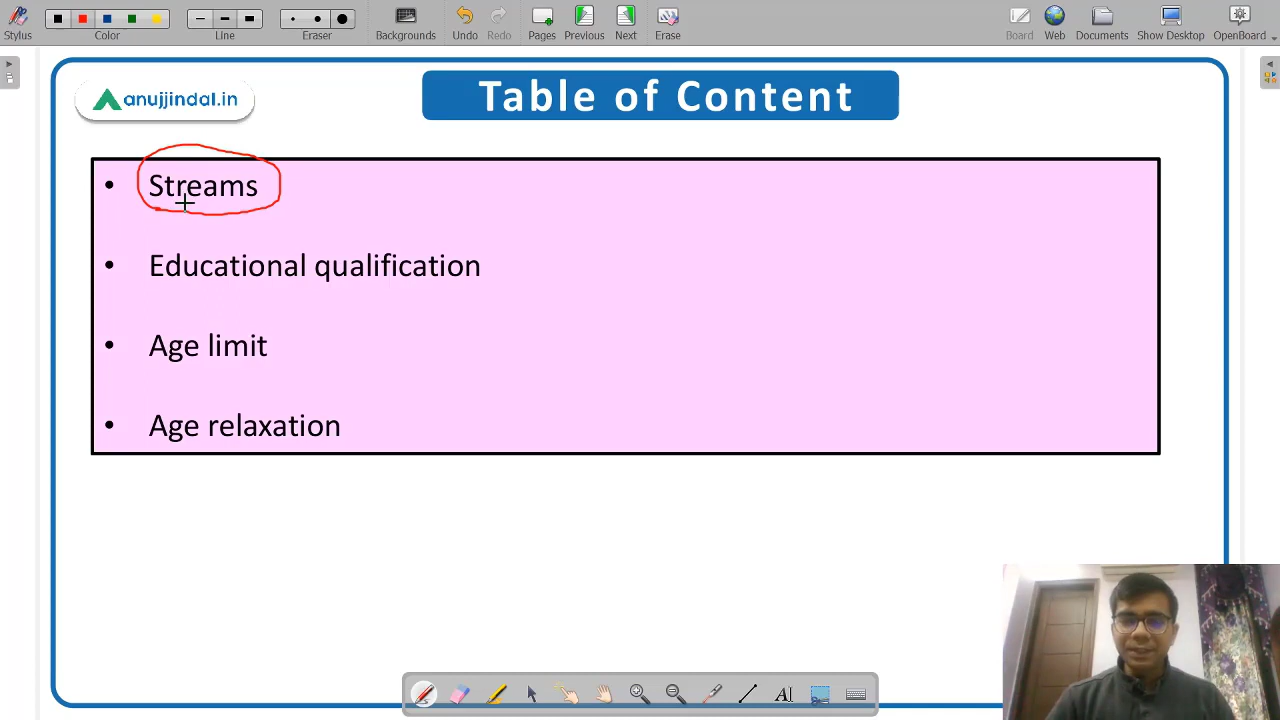 Stylus
Color
Line
Eraser
Backgrounds
Undo
Redo
Pages
Previous
Next
Erase
Board
Web
Documents
Show Desktop
OpenBoard
anujjindal.in
Table of Content
• Streams
• Educational qualification
• Age limit
• Age relaxation